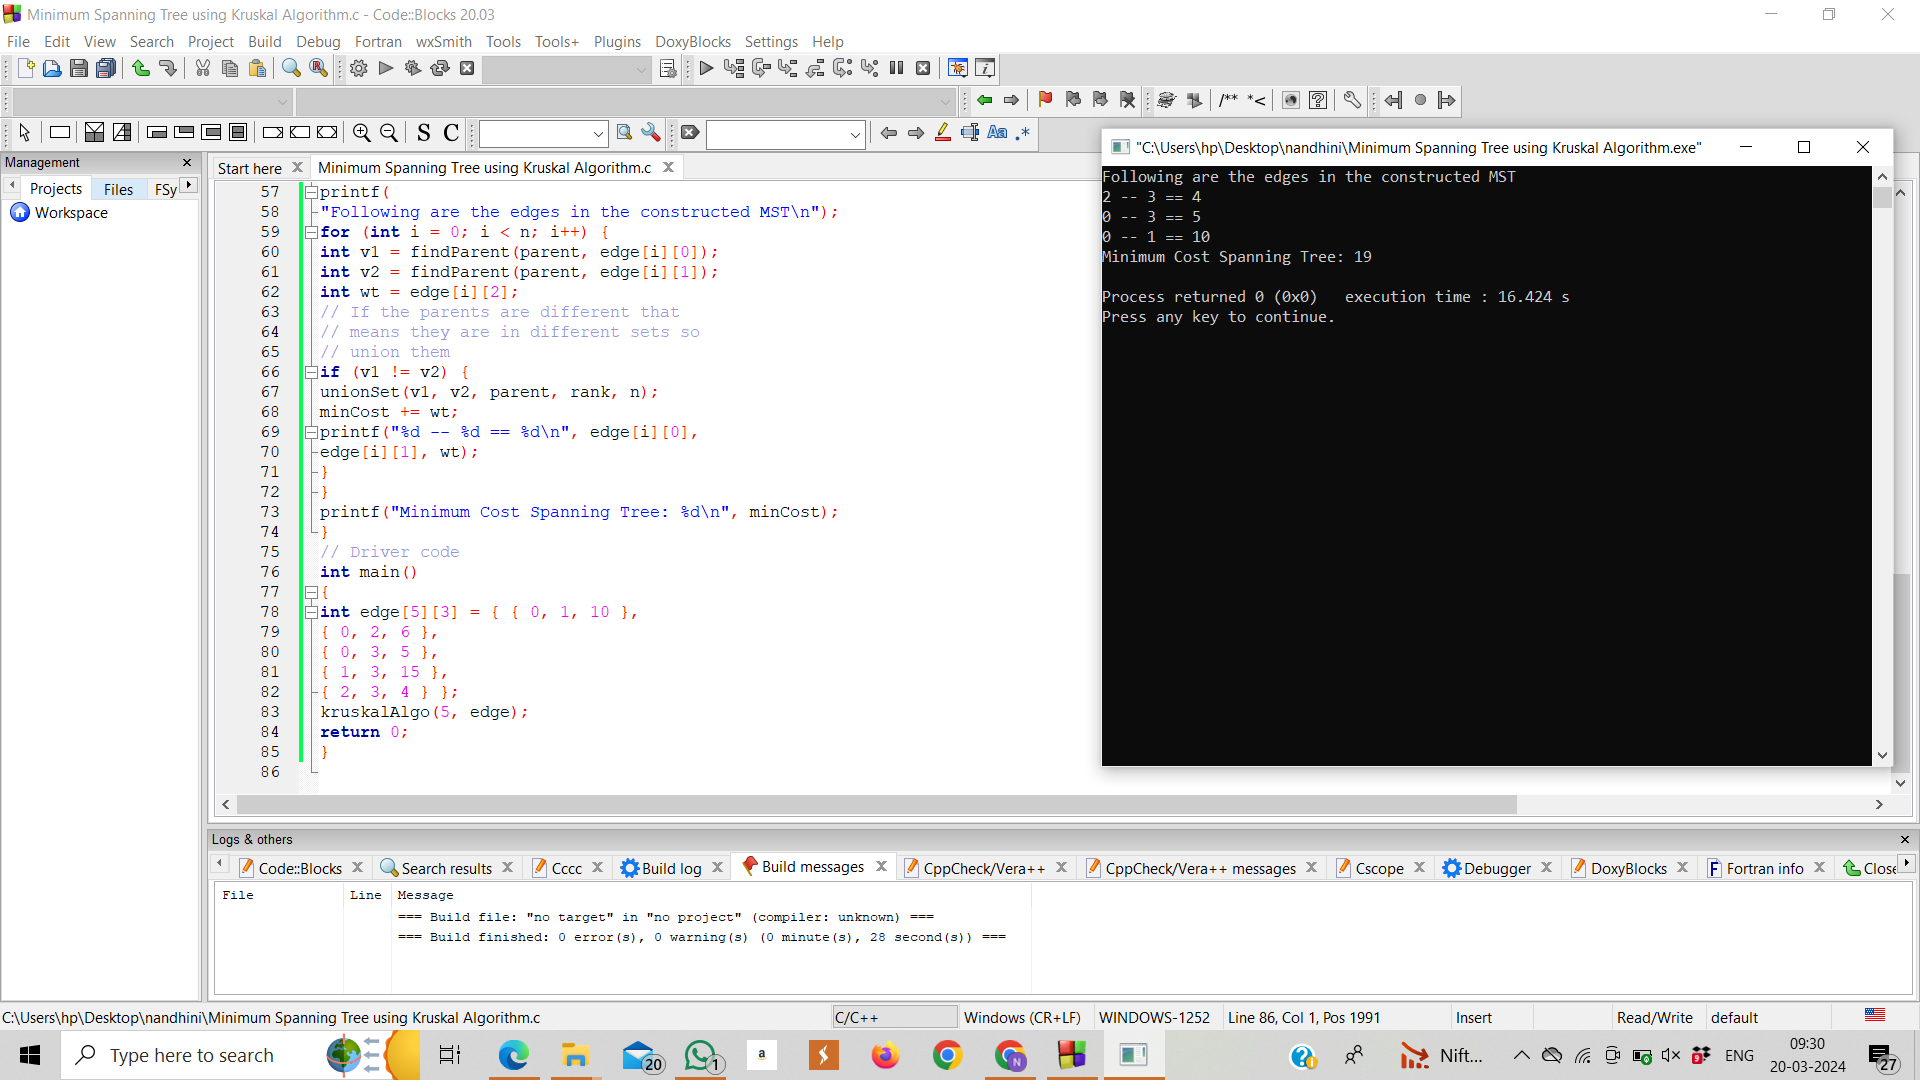 Minimum Spanning Tree using Kruskal Algorithm.c - Code::Blocks 20.03
File Edit View Search Project Build Debug Fortran wxSmith Tools Tools+ Plugins DoxyBlocks Settings Help
/** *<
S C
Aa .*
Management
Projects Files FSy
Workspace
Start here Minimum Spanning Tree using Kruskal Algorithm.c
57 printf(
58 "Following are the edges in the constructed MST\n");
59 for (int i = 0; i < n; i++) {
60 int v1 = findParent(parent, edge[i][0]);
61 int v2 = findParent(parent, edge[i][1]);
62 int wt = edge[i][2];
63 // If the parents are different that
64 // means they are in different sets so
65 // union them
66 if (v1 != v2) {
67 unionSet(v1, v2, parent, rank, n);
68 minCost += wt;
69 printf("%d -- %d == %d\n", edge[i][0],
70 edge[i][1], wt);
71 }
72 }
73 printf("Minimum Cost Spanning Tree: %d\n", minCost);
74 }
75 // Driver code
76 int main()
77 {
78 int edge[5][3] = { { 0, 1, 10 },
79 { 0, 2, 6 },
80 { 0, 3, 5 },
81 { 1, 3, 15 },
82 { 2, 3, 4 } };
83 kruskalAlgo(5, edge);
84 return 0;
85 }
86
"C:\Users\hp\Desktop\nandhini\Minimum Spanning Tree using Kruskal Algorithm.exe"
Following are the edges in the constructed MST
2 -- 3 == 4
0 -- 3 == 5
0 -- 1 == 10
Minimum Cost Spanning Tree: 19
Process returned 0 (0x0)   execution time : 16.424 s
Press any key to continue.
Logs & others
Code::Blocks Search results Cccc Build log Build messages CppCheck/Vera++ CppCheck/Vera++ messages Cscope Debugger DoxyBlocks Fortran info Close
File Line Message
=== Build file: "no target" in "no project" (compiler: unknown) ===
=== Build finished: 0 error(s), 0 warning(s) (0 minute(s), 28 second(s)) ===
C:\Users\hp\Desktop\nandhini\Minimum Spanning Tree using Kruskal Algorithm.c C/C++ Windows (CR+LF) WINDOWS-1252 Line 86, Col 1, Pos 1991 Insert Read/Write default
Type here to search 20 1 a N Nift... 9 ENG 09:30
20-03-2024 27